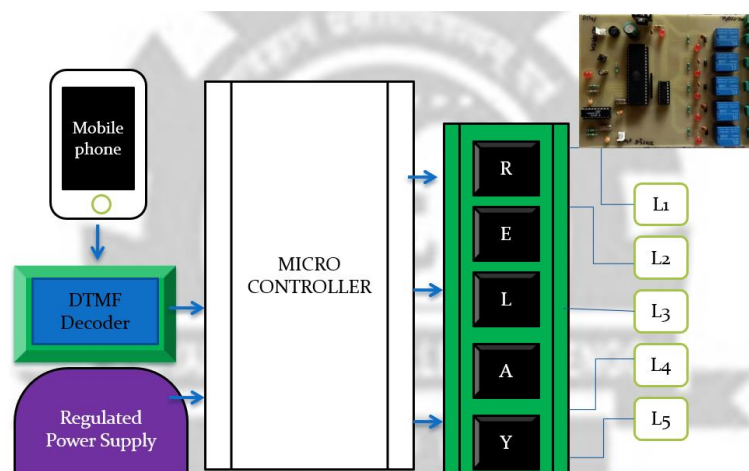 Mobile
phone
DTMF
Decoder
Regulated
Power Supply
MICRO
CONTROLLER
R
E
L
A
Y
L1
L2
L3
L4
L5